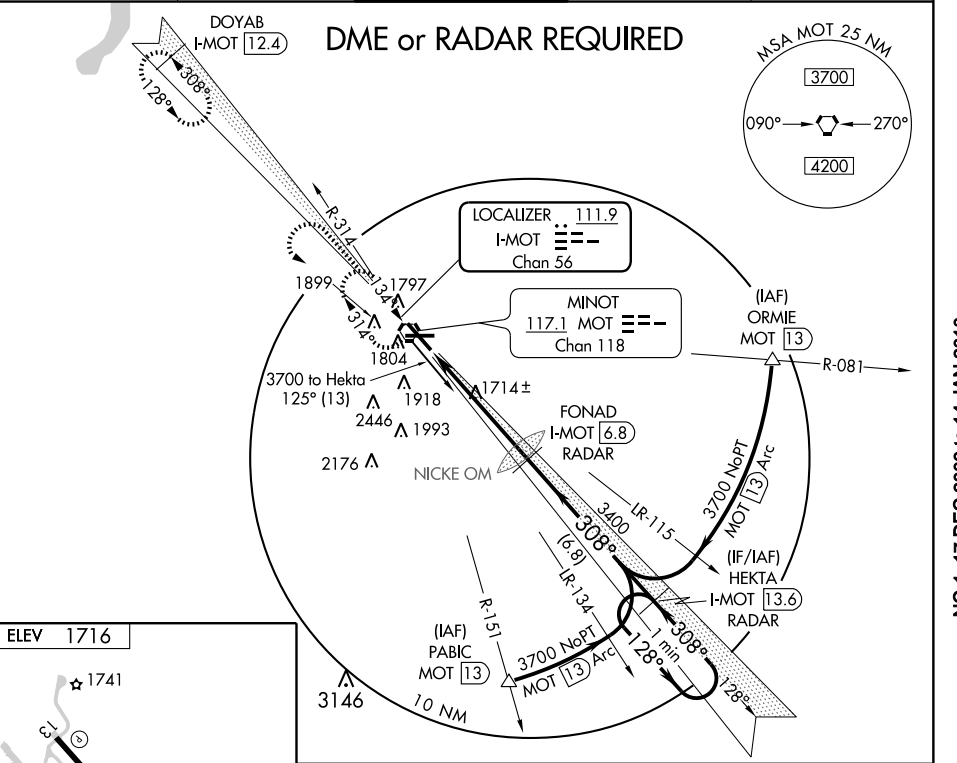 DME or RADAR REQUIRED
DOYAB
I-MOT 12.4
308°
128°
MSA MOT 25 NM
3700
090°
270°
4200
R-314
LOCALIZER 111.9
I-MOT
Chan 56
1899
134°
1797
314°
1804
MINOT
117.1 MOT
Chan 118
(IAF)
ORMIE
MOT 13
R-081
3700 to Hekta
125° (13)
1918
1714±
2446
1993
2176
FONAD
I-MOT 6.8
RADAR
NICKE OM
3700 NoPT
MOT 13 Arc
3400
LR-115
308°
(6.8)
LR-134
(IF/IAF)
HEKTA
I-MOT 13.6
RADAR
R-151
(IAF)
PABIC
MOT 13
3700 NoPT
MOT 13 Arc
1 min
308°
128°
128°
3146
10 NM
ELEV 1716
1741
13
P